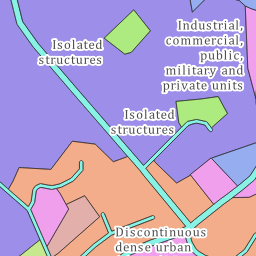 Industrial,
commercial,
public,
military and
private units
Isolated
structures
Isolated
structures
Discontinuous
dense urban